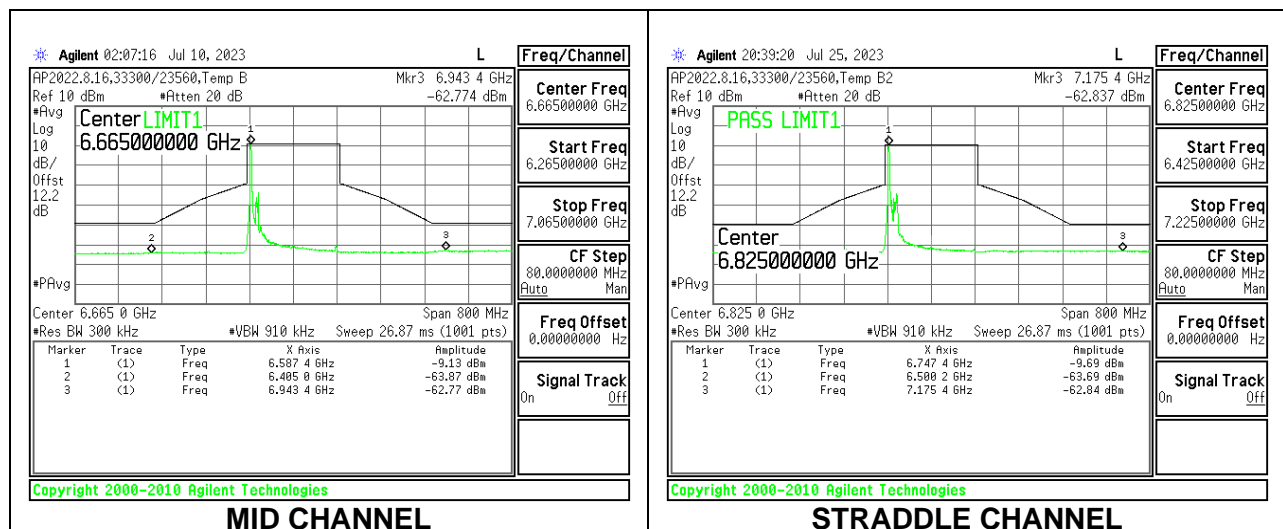 Agilent 02:07:16 Jul 10, 2023 L
AP2022.8.16,33300/23560,Temp B Mkr3 6.943 4 GHz
Ref 10 dBm #Atten 20 dB -62.774 dBm
#Avg
Log
10
dB/
Offst
12.2
dB
#PAvg
Center LIMIT1
6.665000000 GHz
1
2
3
Center 6.665 0 GHz Span 800 MHz
#Res BW 300 kHz #VBW 910 kHz Sweep 26.87 ms (1001 pts)
Marker Trace Type X Axis Amplitude
1 (1) Freq 6.587 4 GHz -9.13 dBm
2 (1) Freq 6.405 0 GHz -63.87 dBm
3 (1) Freq 6.943 4 GHz -62.77 dBm
Copyright 2000-2010 Agilent Technologies
Freq/Channel
Center Freq
6.66500000 GHz
Start Freq
6.26500000 GHz
Stop Freq
7.06500000 GHz
CF Step
80.0000000 MHz
Auto Man
Freq Offset
0.00000000 Hz
Signal Track
On Off
MID CHANNEL
Agilent 20:39:20 Jul 25, 2023 L
AP2022.8.16,33300/23560,Temp B2 Mkr3 7.175 4 GHz
Ref 10 dBm #Atten 20 dB -62.837 dBm
#Avg
Log
10
dB/
Offst
12.2
dB
#PAvg
PASS LIMIT1
1
3
Center
6.825000000 GHz
Center 6.825 0 GHz Span 800 MHz
#Res BW 300 kHz #VBW 910 kHz Sweep 26.87 ms (1001 pts)
Marker Trace Type X Axis Amplitude
1 (1) Freq 6.747 4 GHz -9.69 dBm
2 (1) Freq 6.500 2 GHz -63.69 dBm
3 (1) Freq 7.175 4 GHz -62.84 dBm
Copyright 2000-2010 Agilent Technologies
Freq/Channel
Center Freq
6.82500000 GHz
Start Freq
6.42500000 GHz
Stop Freq
7.22500000 GHz
CF Step
80.0000000 MHz
Auto Man
Freq Offset
0.00000000 Hz
Signal Track
On Off
STRADDLE CHANNEL